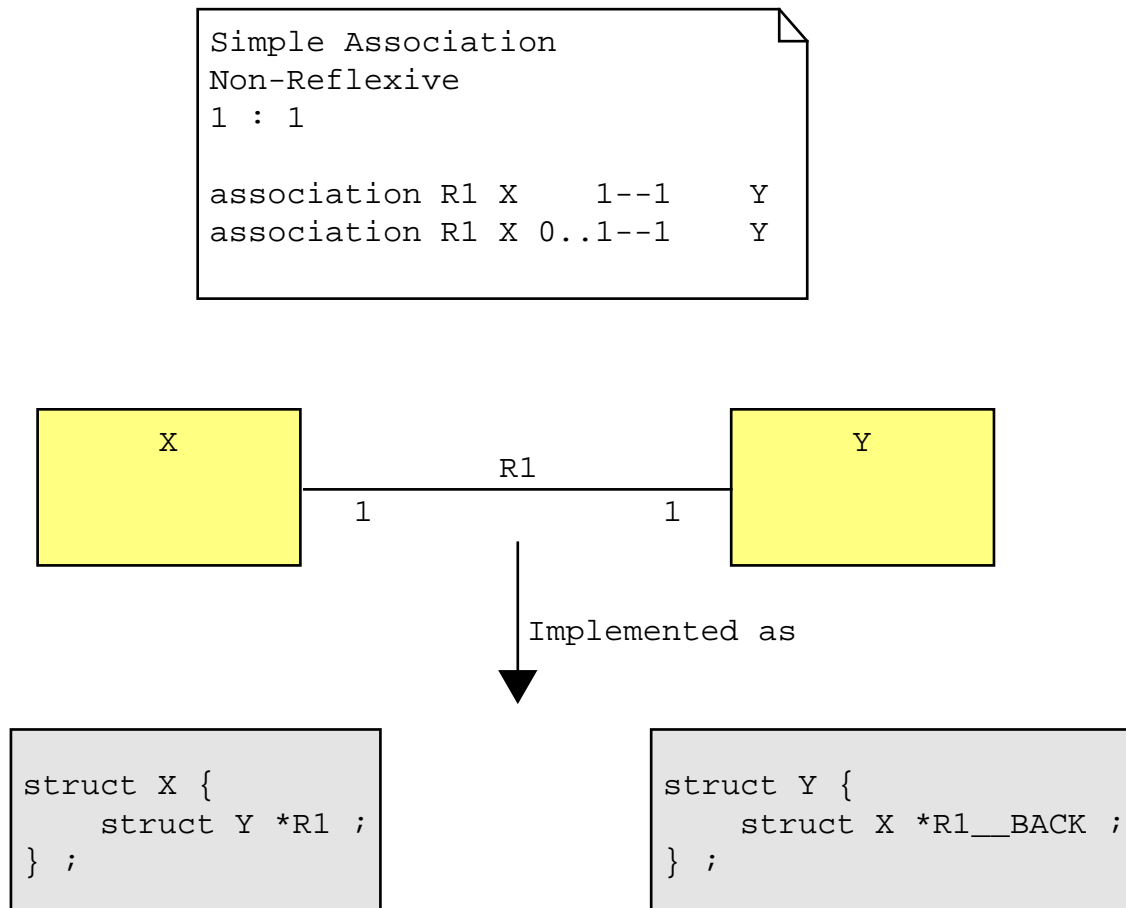 Simple Association
Non-Reflexive
1 : 1
association R1 X    1--1    Y
association R1 X 0..1--1    Y
X
R1
Y
1
1
Implemented as
struct X {
    struct Y *R1 ;
} ;
struct Y {
    struct X *R1__BACK ;
} ;